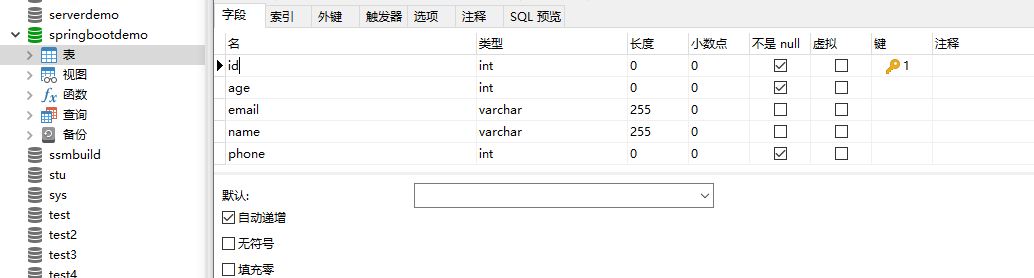 serverdemo
springbootdemo
表
视图
fx 函数
查询
备份
ssmbuild
stu
sys
test
test2
test3
test4
字段 索引 外键 触发器 选项 注释 SQL 预览
名 类型 长度 小数点 不是 null 虚拟 键 注释
id int 0 0 1
age int 0 0
email varchar 255 0
name varchar 255 0
phone int 0 0
默认:
自动递增
无符号
填充零